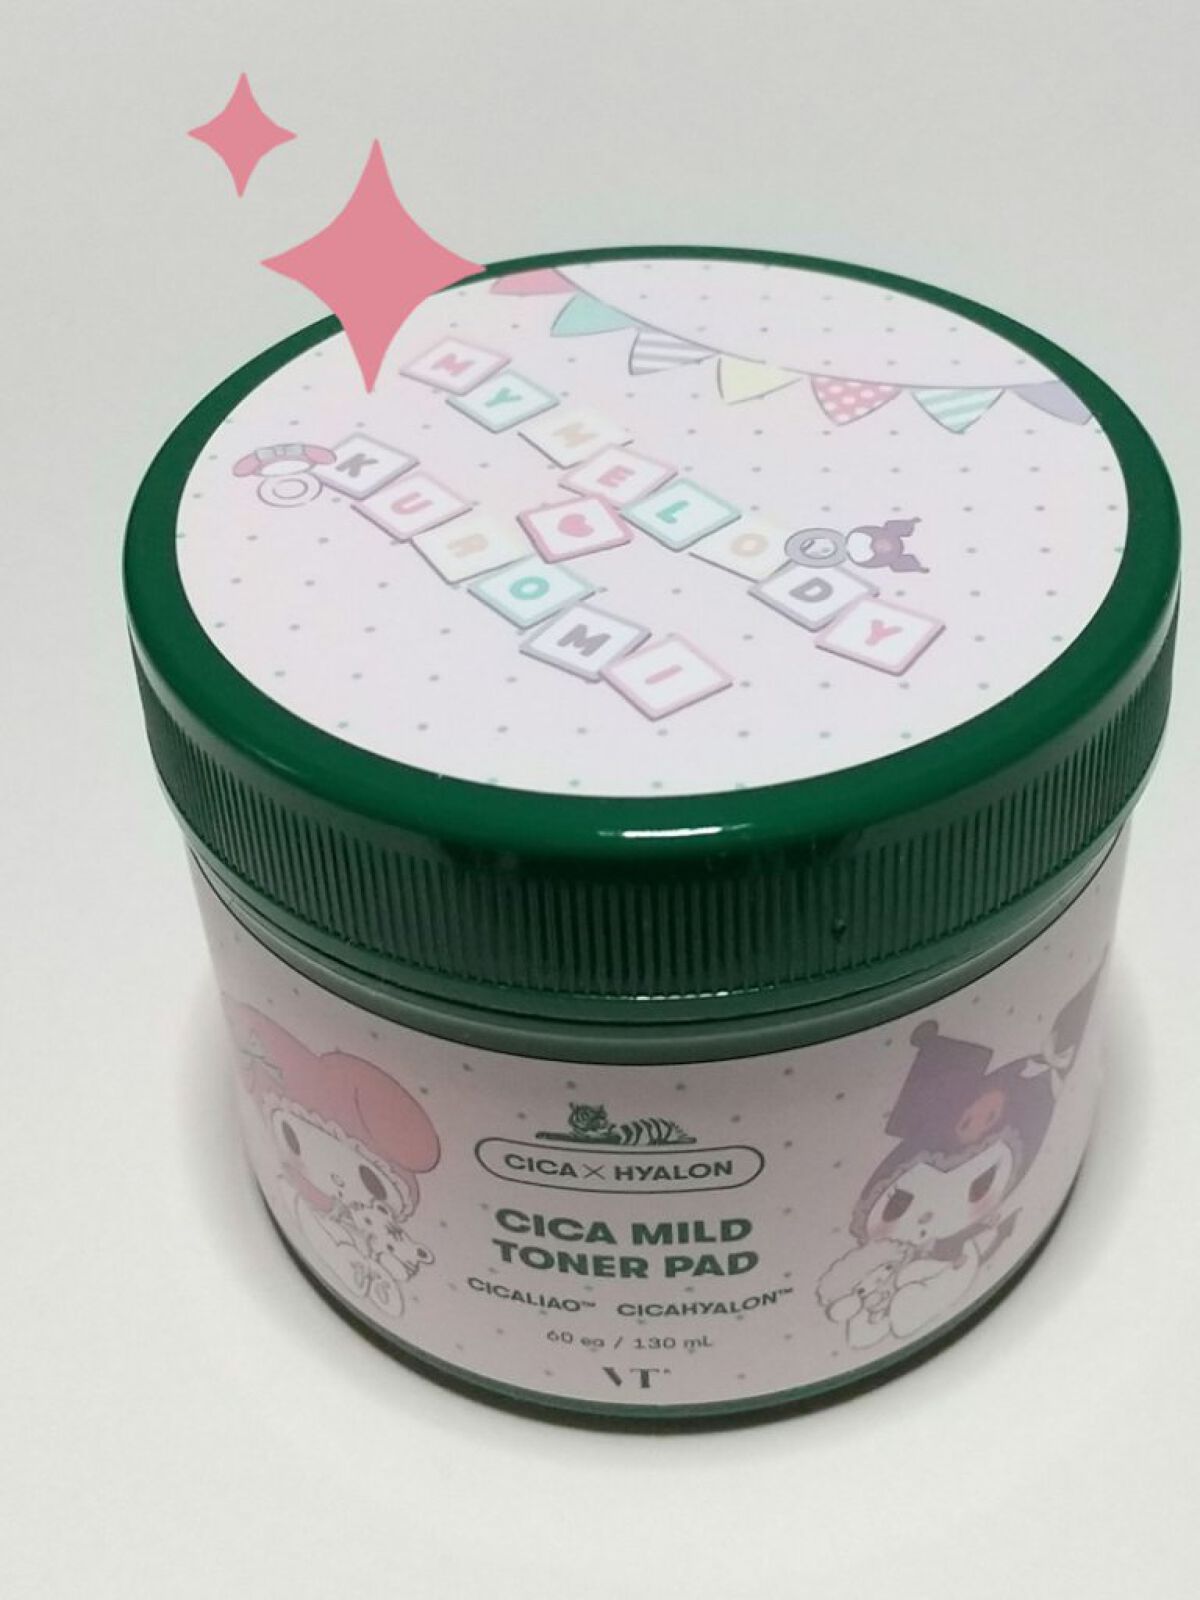 MY MELODY
KUROMI
CICA × HYALON
CICA MILD
TONER PAD
CICALIAO™ CICAHYALON™
60 ea / 130 mL
VT